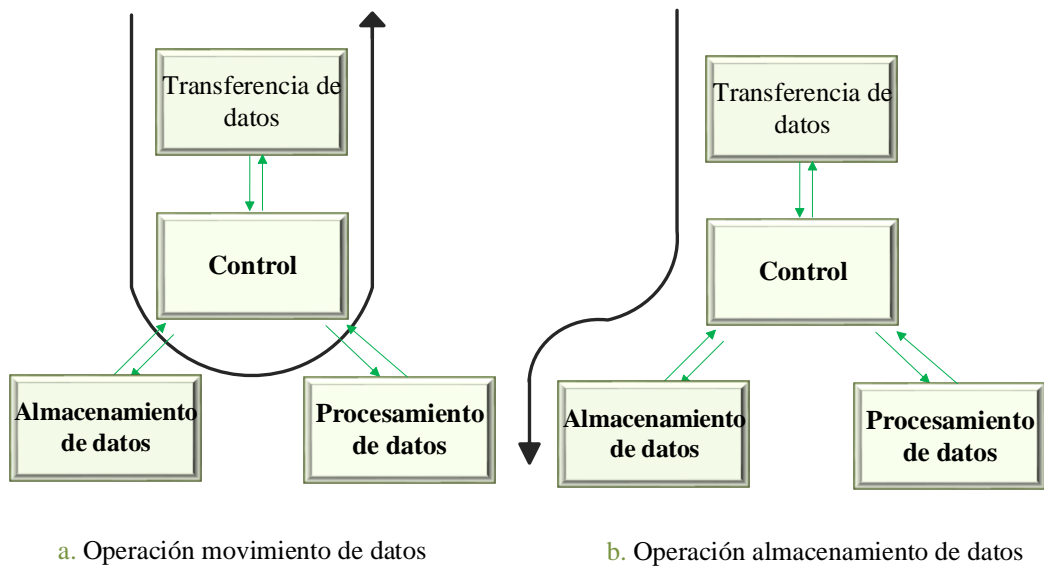 Transferencia de
datos
Control
Almacenamiento
de datos
Procesamiento
de datos
a. Operación movimiento de datos
Transferencia de
datos
Control
Almacenamiento
de datos
Procesamiento
de datos
b. Operación almacenamiento de datos